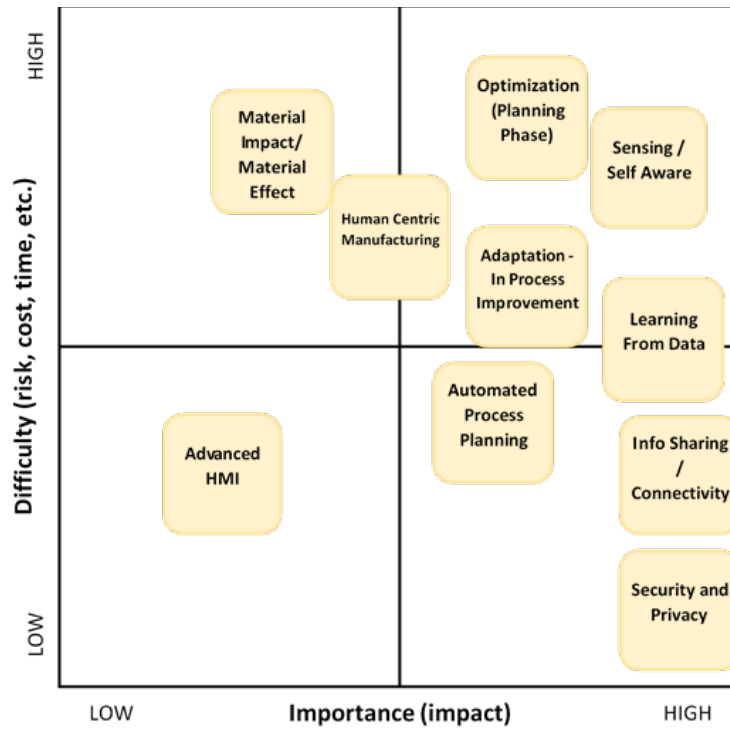 HIGH
Difficulty (risk, cost, time, etc.)
LOW
Material
Impact/
Material
Effect
Human Centric
Manufacturing
Optimization
(Planning
Phase)
Sensing /
Self Aware
Adaptation -
In Process
Improvement
Learning
From Data
Advanced
HMI
Automated
Process
Planning
Info Sharing
/
Connectivity
Security and
Privacy
LOW
Importance (impact)
HIGH